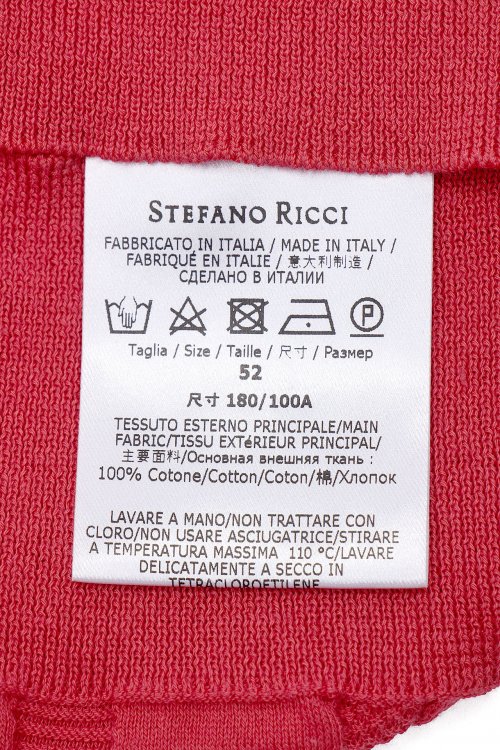 STEFANO RICCI
FABBRICATO IN ITALIA / MADE IN ITALY /
FABRIQUÉ EN ITALIE / 意大利制造 /
СДЕЛАНО В ИТАЛИИ
P
Taglia / Size / Taille / 尺寸 / Размер
52
尺寸 180/100A
TESSUTO ESTERNO PRINCIPALE/MAIN
FABRIC/TISSU EXTéRIEUR PRINCIPAL/
主要面料/Основная внешняя ткань :
100% Cotone/Cotton/Coton/棉/Хлопок
LAVARE A MANO/NON TRATTARE CON
CLORO/NON USARE ASCIUGATRICE/STIRARE
A TEMPERATURA MASSIMA 110 ºC/LAVARE
DELICATAMENTE A SECCO IN
TETRACLOROETILENE